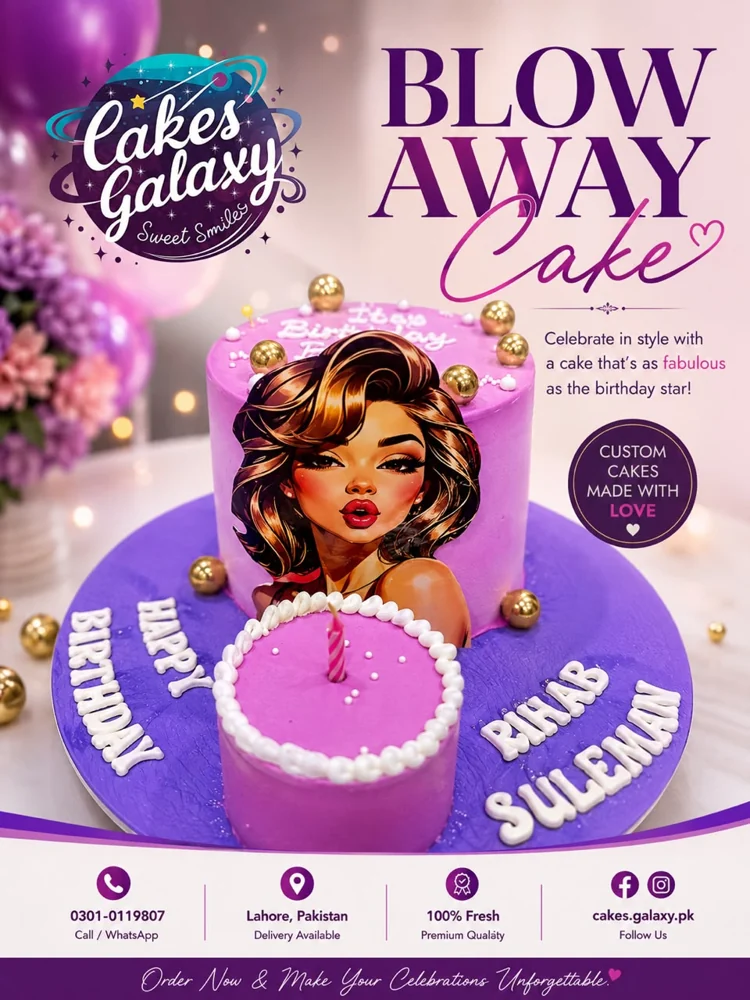 Cakes
Galaxy
Sweet Smiles
BLOW
AWAY
Cake
Celebrate in style with
a cake that's as fabulous
as the birthday star!
CUSTOM
CAKES
MADE WITH
LOVE
HAPPY
BIRTHDAY
RIHAB
SULEMAN
0301-0119807
Call / WhatsApp
Lahore, Pakistan
Delivery Available
100% Fresh
Premium Quality
cakes.galaxy.pk
Follow Us
Order Now & Make Your Celebrations Unforgettable.